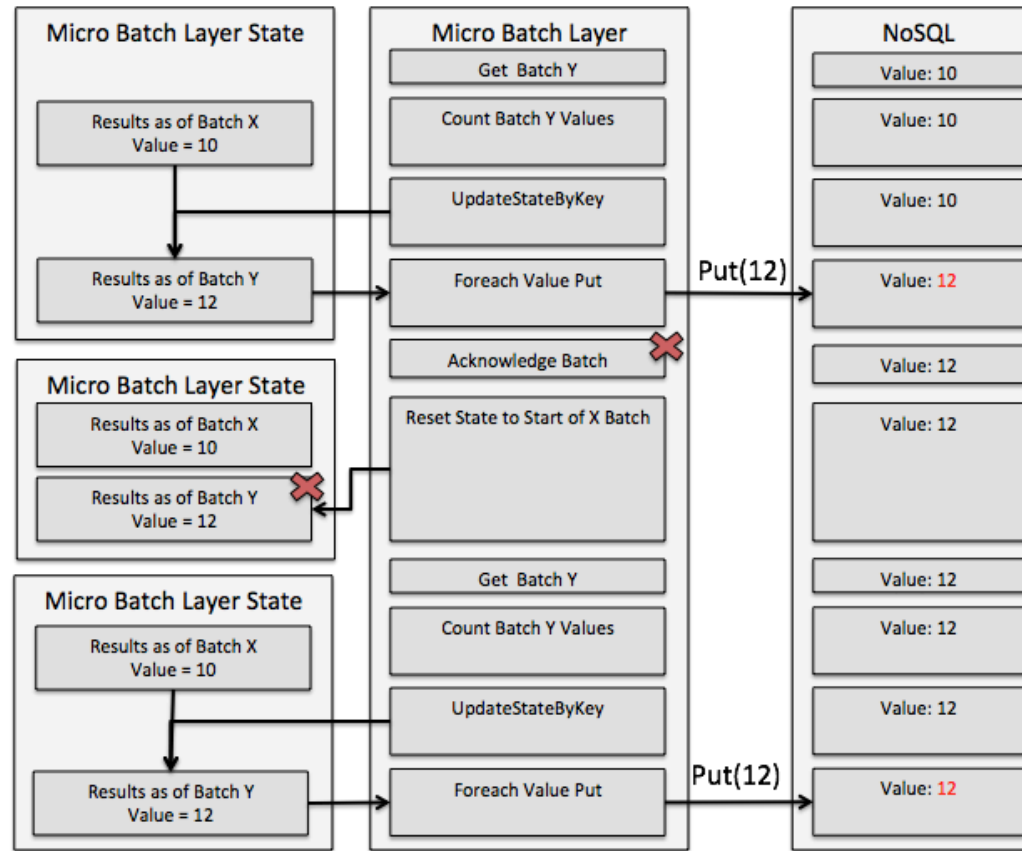 Micro Batch Layer State
Results as of Batch X
Value = 10
Results as of Batch Y
Value = 12
Micro Batch Layer State
Results as of Batch X
Value = 10
Results as of Batch Y
Value = 12
Micro Batch Layer State
Results as of Batch X
Value = 10
Results as of Batch Y
Value = 12
Micro Batch Layer
Get Batch Y
Count Batch Y Values
UpdateStateByKey
Foreach Value Put
Acknowledge Batch
Reset State to Start of X Batch
Get Batch Y
Count Batch Y Values
UpdateStateByKey
Foreach Value Put
Put(12)
Put(12)
NoSQL
Value: 10
Value: 10
Value: 10
Value: 12
Value: 12
Value: 12
Value: 12
Value: 12
Value: 12
Value: 12